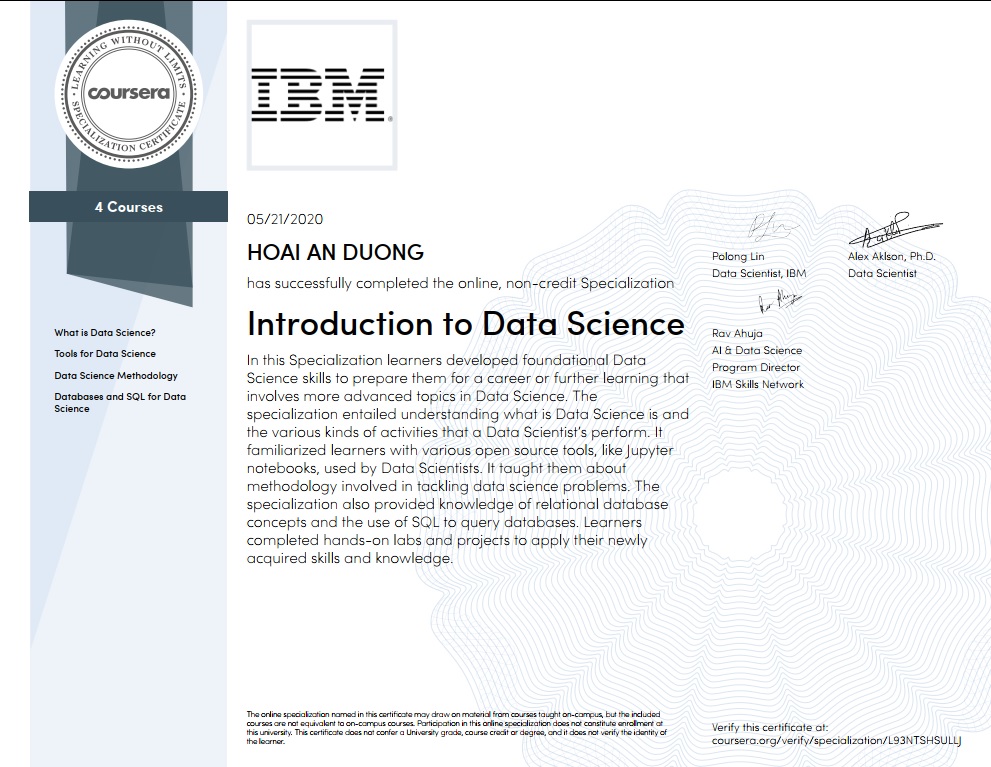 LEARNING WITHOUT LIMITS
coursera
SPECIALIZATION CERTIFICATE
IBM®
4 Courses
What is Data Science?
Tools for Data Science
Data Science Methodology
Databases and SQL for Data
Science
05/21/2020
HOAI AN DUONG
has successfully completed the online, non-credit Specialization
Introduction to Data Science
In this Specialization learners developed foundational Data
Science skills to prepare them for a career or further learning that
involves more advanced topics in Data Science. The
specialization entailed understanding what is Data Science is and
the various kinds of activities that a Data Scientist's perform. It
familiarized learners with various open source tools, like Jupyter
notebooks, used by Data Scientists. It taught them about
methodology involved in tackling data science problems. The
specialization also provided knowledge of relational database
concepts and the use of SQL to query databases. Learners
completed hands-on labs and projects to apply their newly
acquired skills and knowledge.
Polong Lin
Data Scientist, IBM
Alex Aklson, Ph.D.
Data Scientist
Rav Ahuja
AI & Data Science
Program Director
IBM Skills Network
The online specialization named in this certificate may draw on material from courses taught on-campus, but the included
courses are not equivalent to on-campus courses. Participation in this online specialization does not constitute enrollment at
this university. This certificate does not confer a University grade, course credit or degree, and it does not verify the identity of
the learner.
Verify this certificate at:
coursera.org/verify/specialization/L93NTSHSULLJ